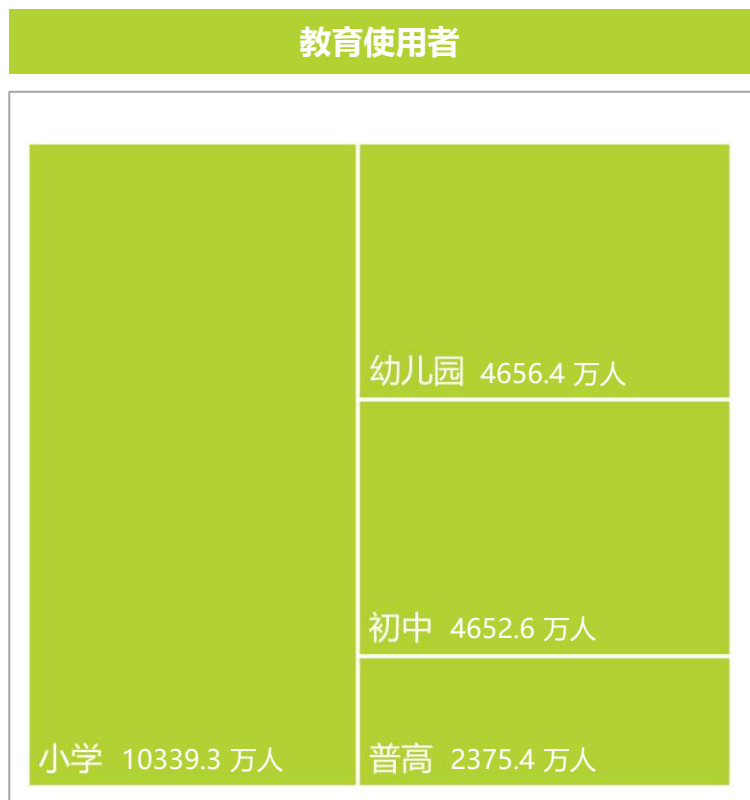 教育使用者
幼儿园 4656.4 万人
初中 4652.6 万人
小学 10339.3 万人
普高 2375.4 万人